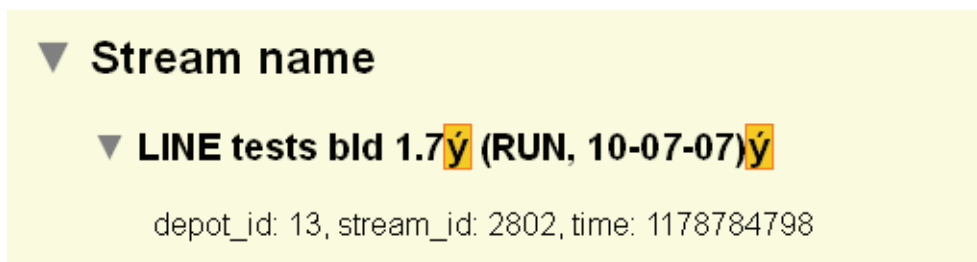 Stream name
LINE tests bld 1.7ý (RUN, 10-07-07)ý
depot_id: 13, stream_id: 2802, time: 1178784798